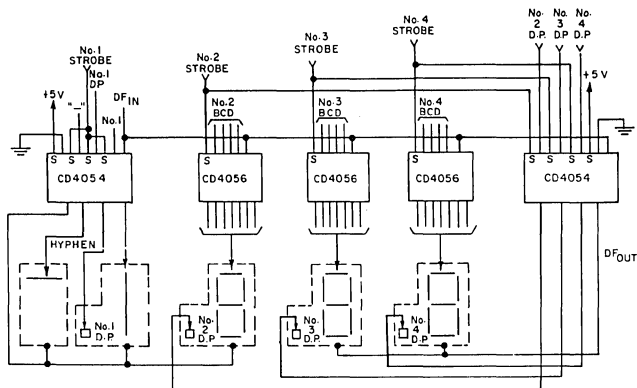 No.1
STROBE
No.1
DP
+5V
"–"
No.1
DF IN
No.2
STROBE
No.2
BCD
No.3
STROBE
No.3
BCD
No.4
STROBE
No.4
BCD
No.
2
D.P.
No.
3
D.P.
No.
4
D.P.
+5V
S S S S
CD4054
S
CD4056
S
CD4056
S
CD4056
S S S S
CD4054
HYPHEN
DF OUT
No.1
D.P.
No.
2
D.P
No.
3
D.P.
No.
4
D.P